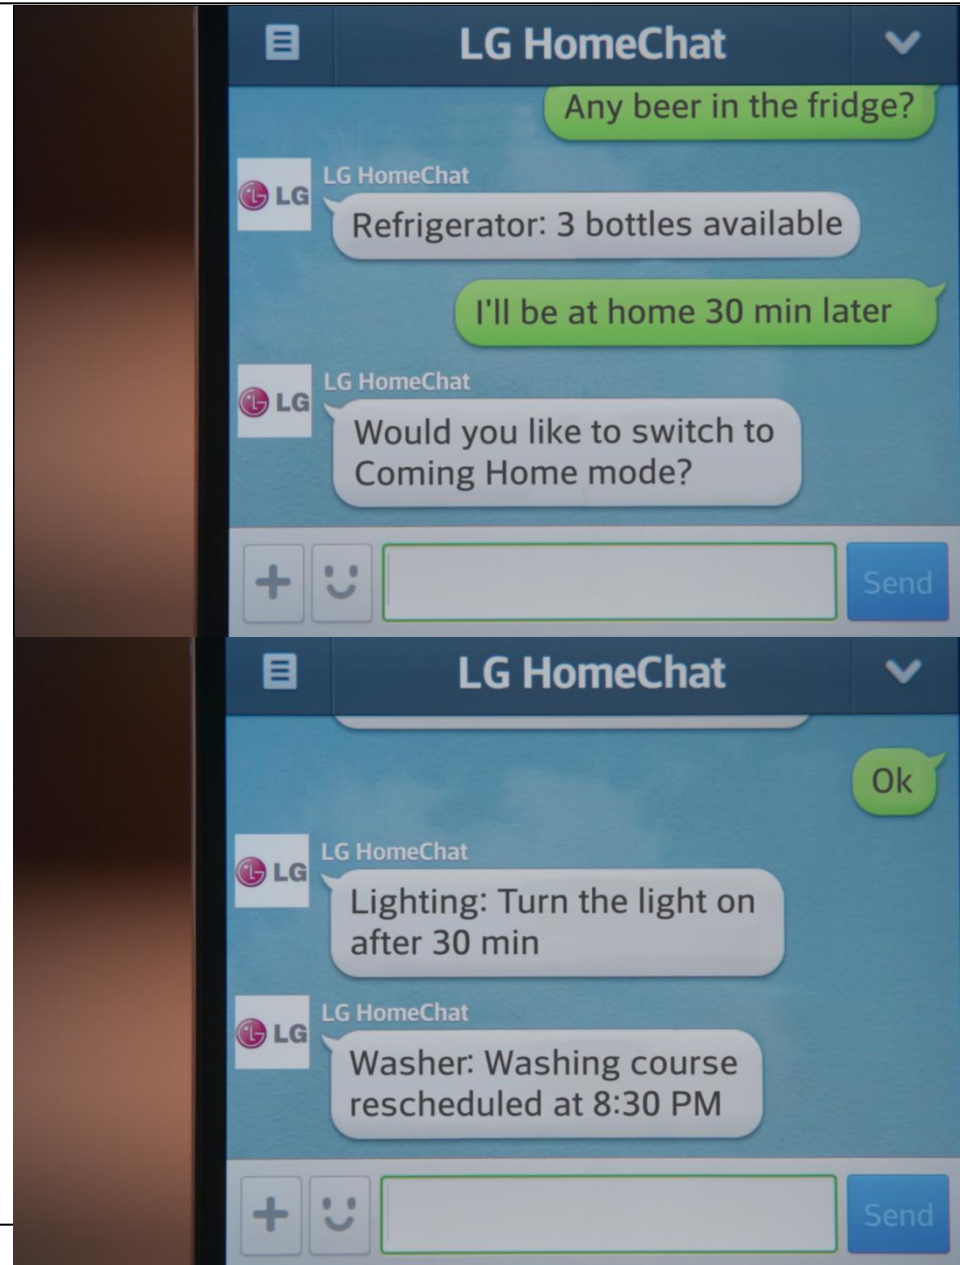 LG HomeChat
Any beer in the fridge?
LG HomeChat
LG
Refrigerator: 3 bottles available
I'll be at home 30 min later
LG HomeChat
LG
Would you like to switch to
Coming Home mode?
Send
LG HomeChat
Ok
LG HomeChat
LG
Lighting: Turn the light on
after 30 min
LG HomeChat
LG
Washer: Washing course
rescheduled at 8:30 PM
Send